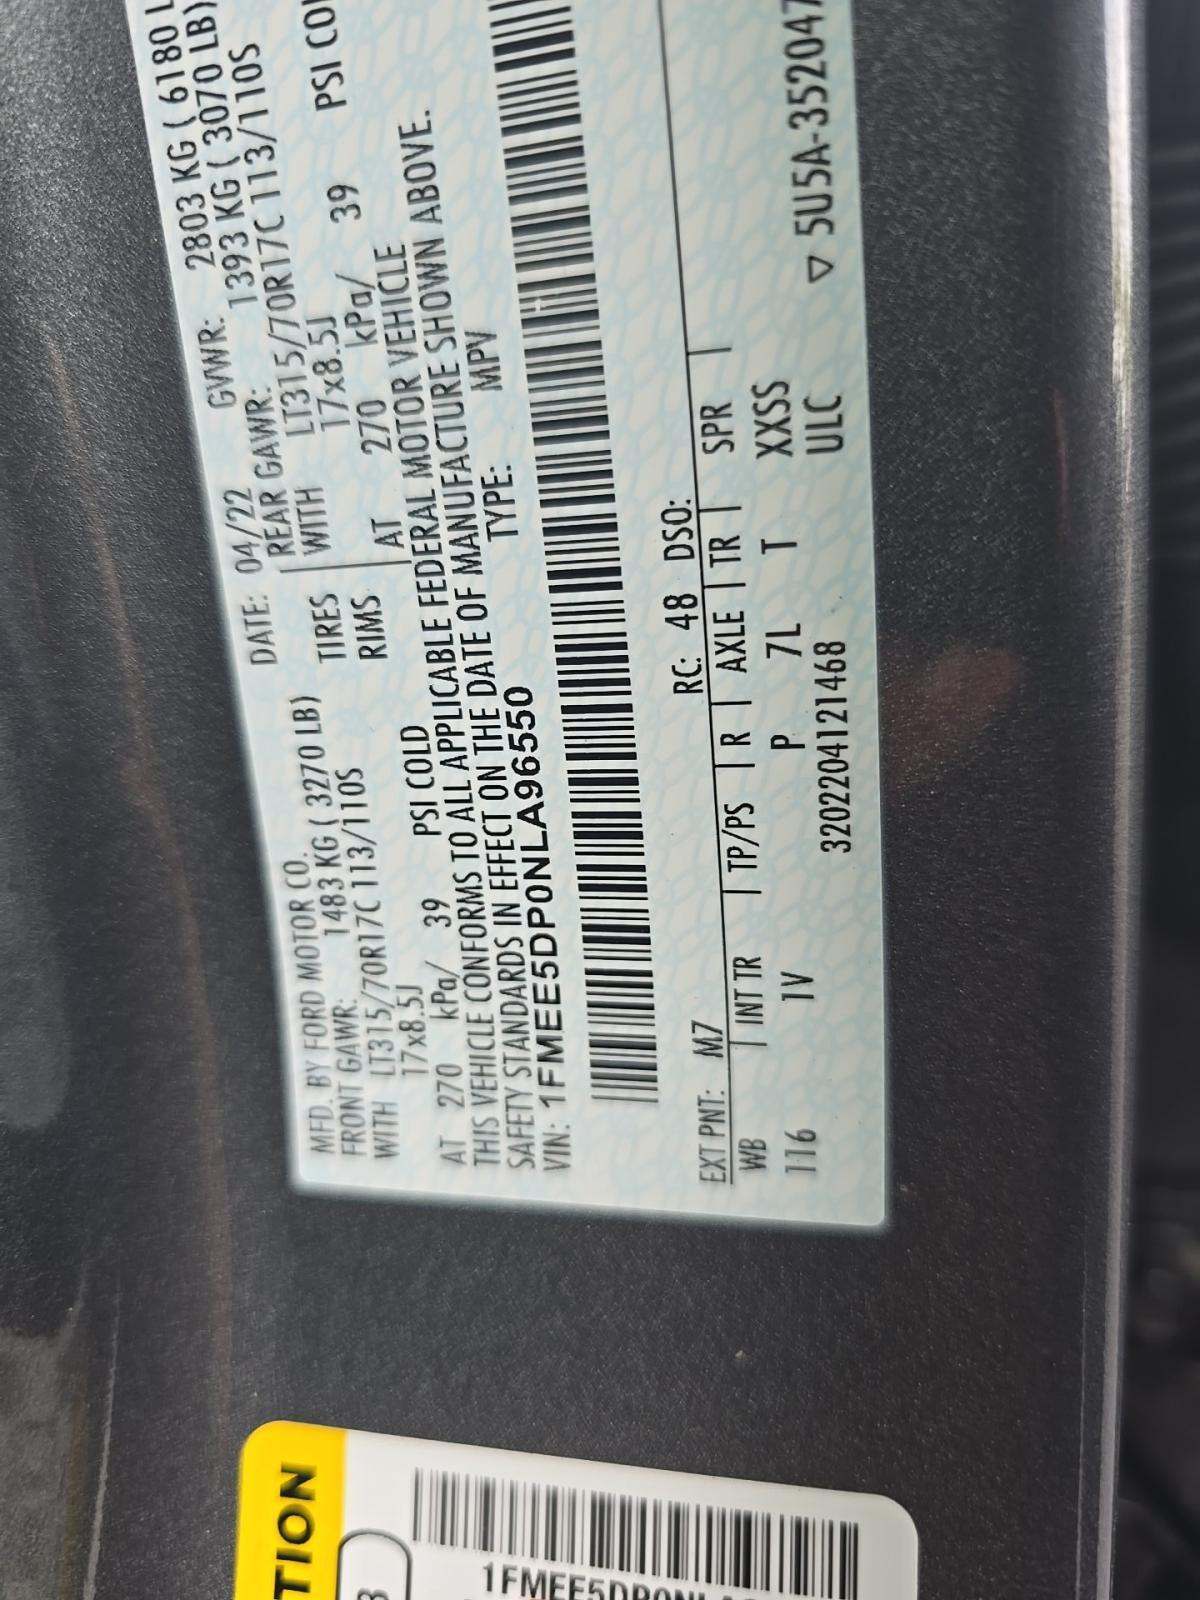 MFD. BY FORD MOTOR CO. DATE: 04/22 GVWR: 2803 KG ( 6180 L
FRONT GAWR: 1483 KG ( 3270 LB) REAR GAWR: 1393 KG ( 3070 LB)
WITH LT315/70R17C 113/110S TIRES WITH LT315/70R17C 113/110S
17x8.5J RIMS 17x8.5J
AT 270 kPa/ 39 PSI COLD AT 270 kPa/ 39 PSI COL
THIS VEHICLE CONFORMS TO ALL APPLICABLE FEDERAL MOTOR VEHICLE
SAFETY STANDARDS IN EFFECT ON THE DATE OF MANUFACTURE SHOWN ABOVE.
VIN: 1FMEE5DP0NLA96550 TYPE: MPV
EXT PNT: M7 RC: 48 DSO:
WB INT TR TP/PS R AXLE TR SPR
116 1V P 7L T XXSS
3202204121468 ULC ▽ 5U5A-352047
TION
1FMEE5DP0NLA